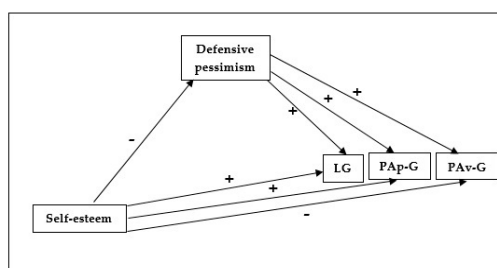 Defensive
pessimism
-
+
+
+
LG
PAp-G
PAv-G
+
+
-
Self-esteem